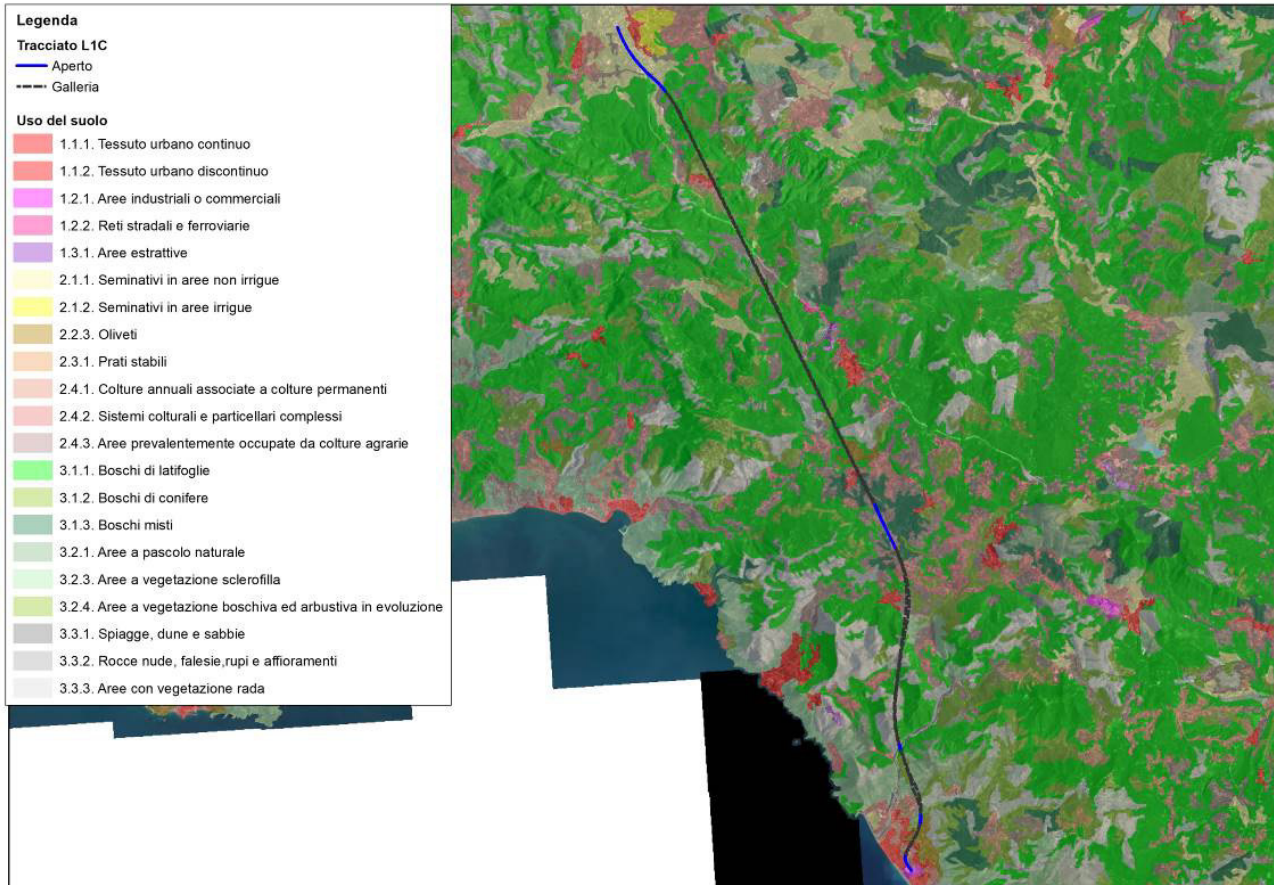 Legenda
Tracciato L1C
Aperto
Galleria
Uso del suolo
1.1.1. Tessuto urbano continuo
1.1.2. Tessuto urbano discontinuo
1.2.1. Aree industriali o commerciali
1.2.2. Reti stradali e ferroviarie
1.3.1. Aree estrattive
2.1.1. Seminativi in aree non irrigue
2.1.2. Seminativi in aree irrigue
2.2.3. Oliveti
2.3.1. Prati stabili
2.4.1. Colture annuali associate a colture permanenti
2.4.2. Sistemi colturali e particellari complessi
2.4.3. Aree prevalentemente occupate da colture agrarie
3.1.1. Boschi di latifoglie
3.1.2. Boschi di conifere
3.1.3. Boschi misti
3.2.1. Aree a pascolo naturale
3.2.3. Aree a vegetazione sclerofilla
3.2.4. Aree a vegetazione boschiva ed arbustiva in evoluzione
3.3.1. Spiagge, dune e sabbie
3.3.2. Rocce nude, falesie,rupi e affioramenti
3.3.3. Aree con vegetazione rada